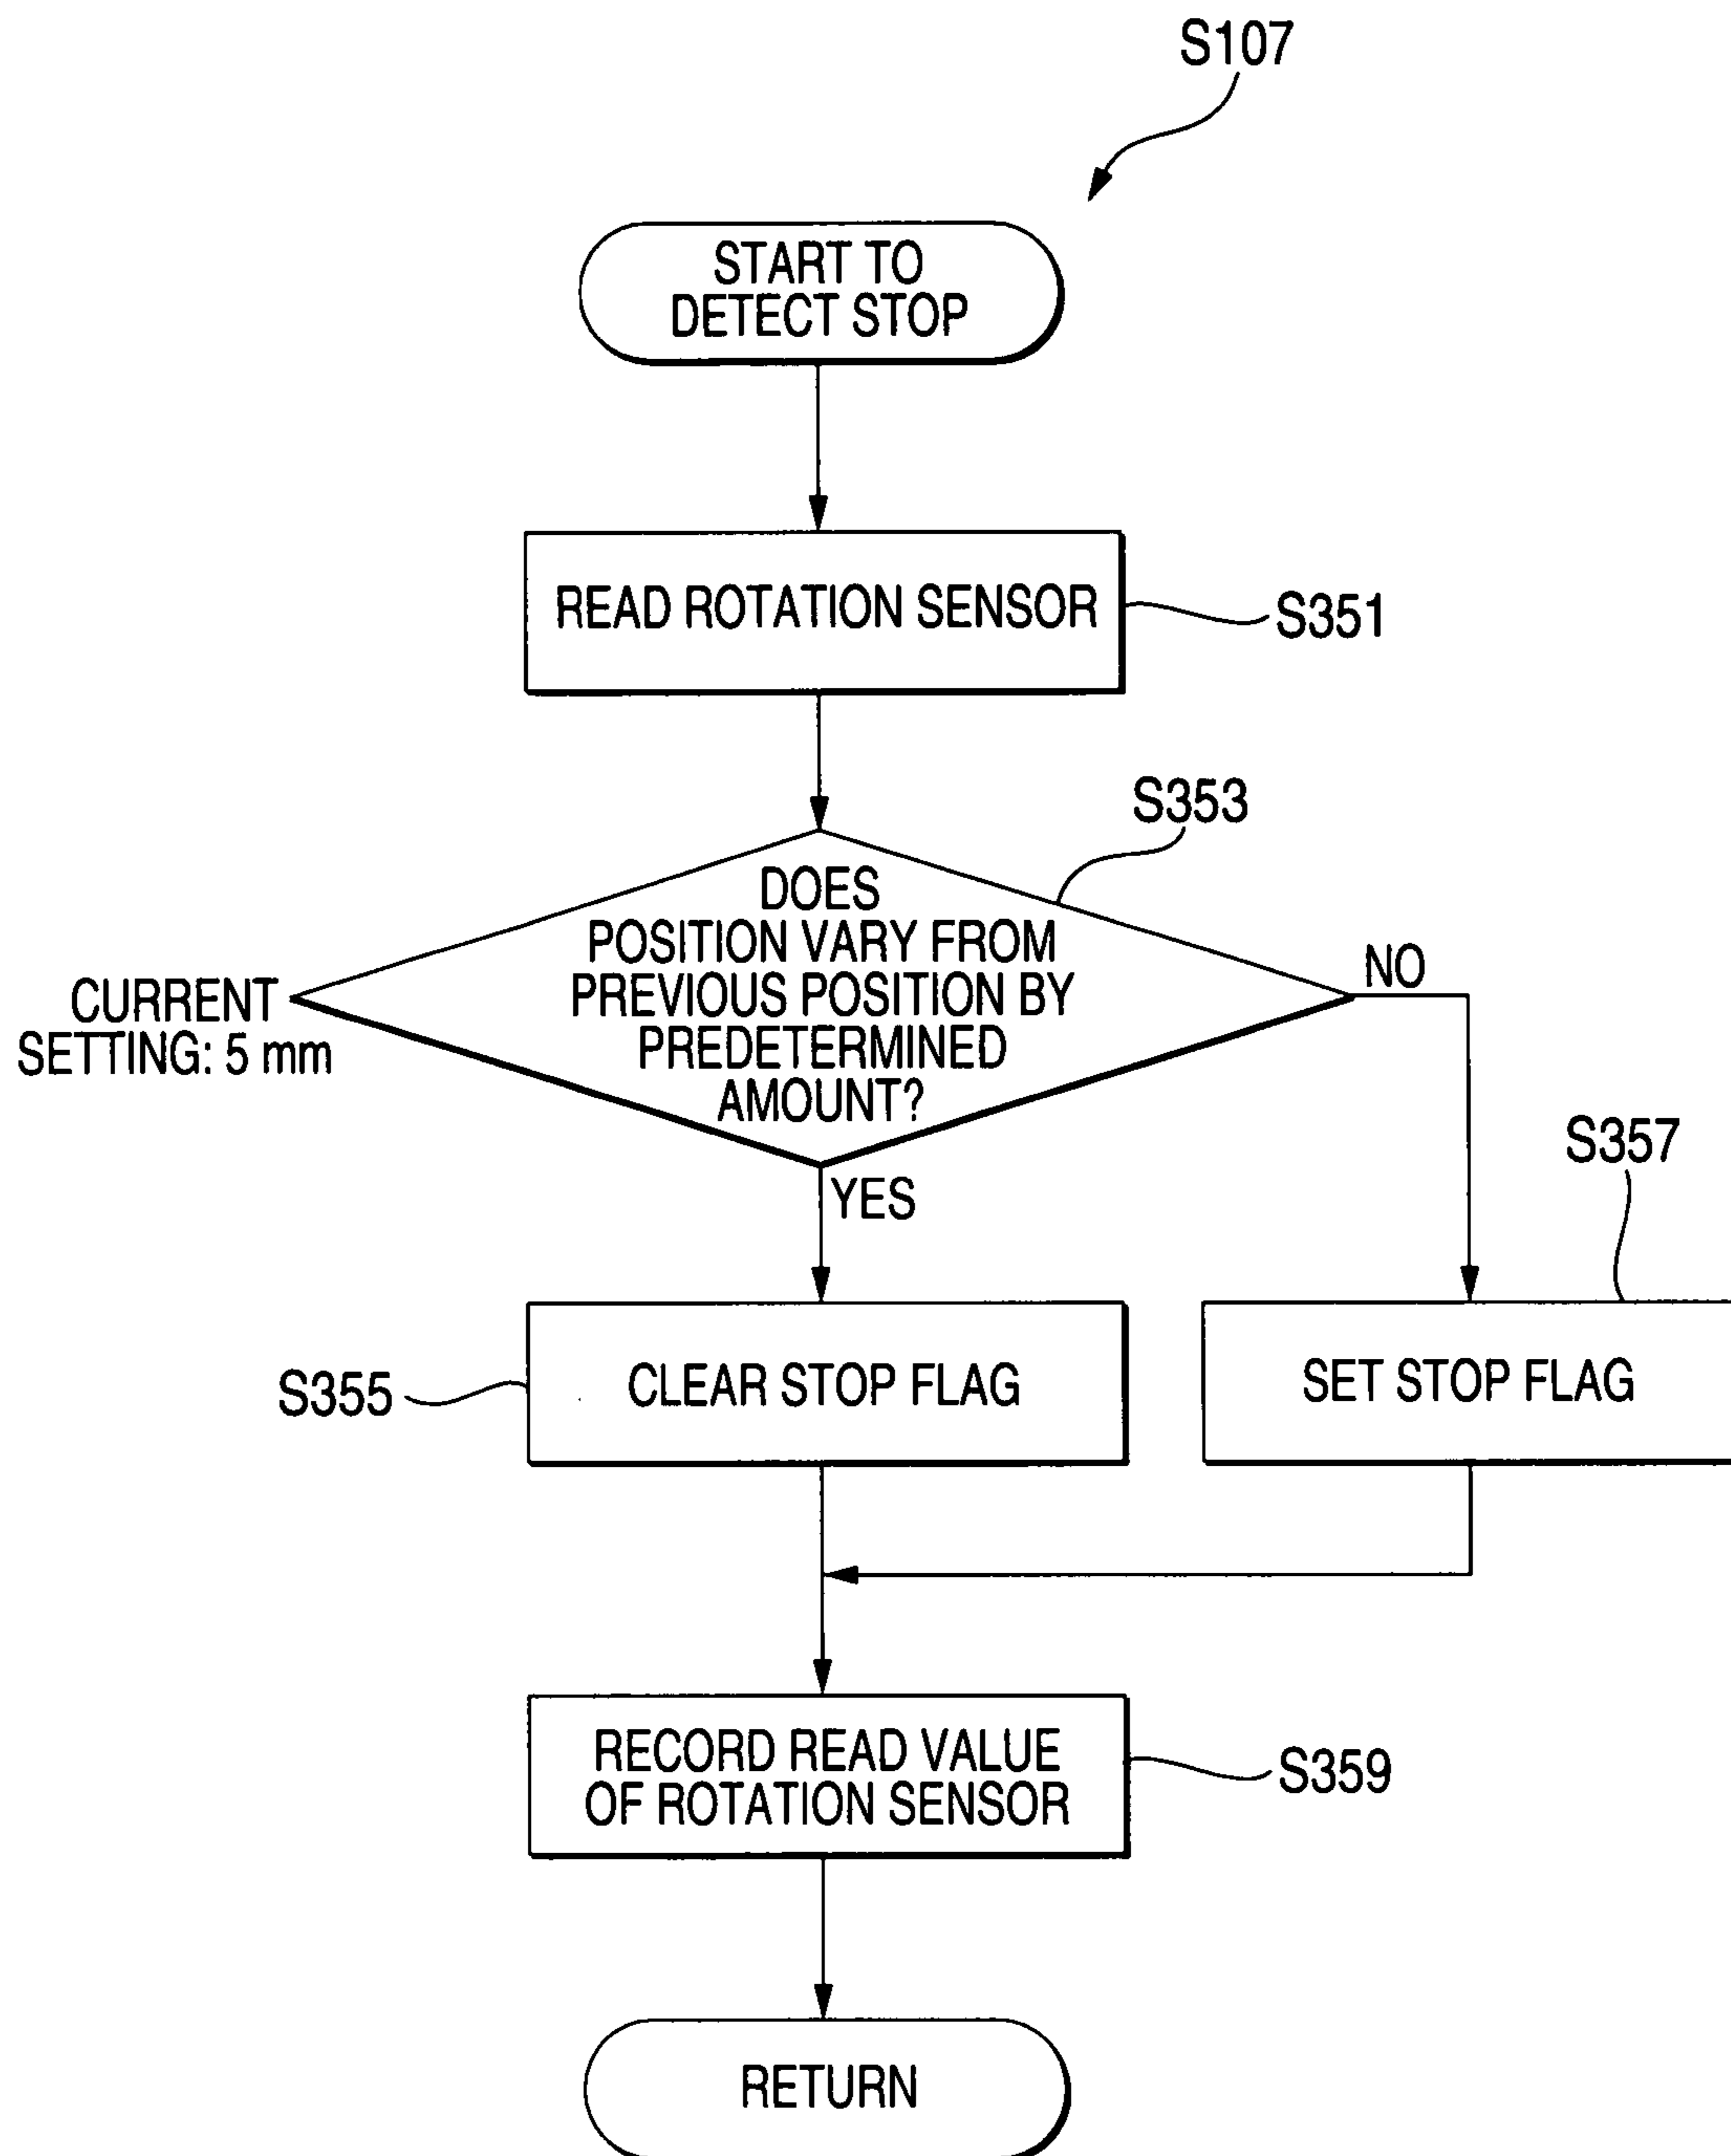 S107
START TO
DETECT STOP
READ ROTATION SENSOR
S351
S353
DOES
POSITION VARY FROM
PREVIOUS POSITION BY
PREDETERMINED
AMOUNT?
NO
CURRENT
SETTING: 5 mm
YES
S357
S355
CLEAR STOP FLAG
SET STOP FLAG
RECORD READ VALUE
OF ROTATION SENSOR
S359
RETURN